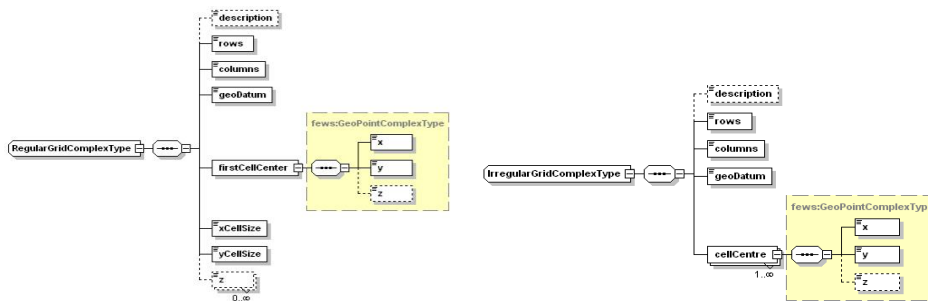 description
rows
columns
geoDatum
RegularGridComplexType
fews:GeoPointComplexType
x
firstCellCenter
y
z
xCellSize
yCellSize
z
0..∞
description
rows
columns
IrregularGridComplexType
geoDatum
fews:GeoPointComplexTyp
x
cellCentre
y
1..∞
z